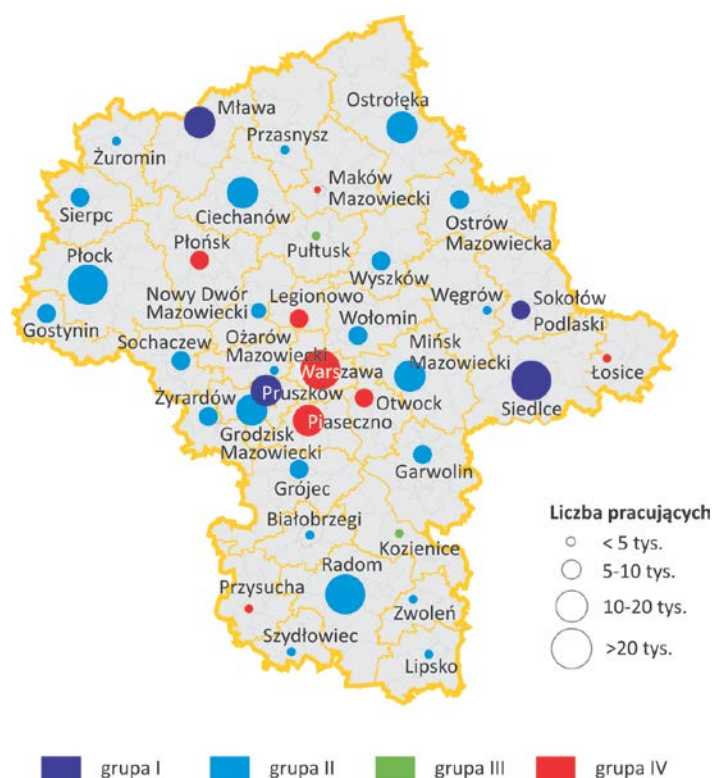 Mława
Ostrołęka
Przasnysz
Żuromin
Maków
Mazowiecki
Sierpc
Ciechanów
Ostrów
Mazowiecka
Płońsk
Pułtusk
Płock
Wyszków
Nowy Dwór
Mazowiecki
Legionowo
Węgrów
Sokołów
Podlaski
Gostynin
Wołomin
Sochaczew
Ożarów
Mazowiecki
Mińsk
Mazowiecki
Warszawa
Łosice
Pruszków
Żyrardów
Otwock
Siedlce
Piaseczno
Grodzisk
Mazowiecki
Garwolin
Grójec
Białobrzegi
Liczba pracujących
< 5 tys.
5-10 tys.
10-20 tys.
>20 tys.
Kozienice
Radom
Przysucha
Zwoleń
Szydłowiec
Lipsko
grupa I
grupa II
grupa III
grupa IV